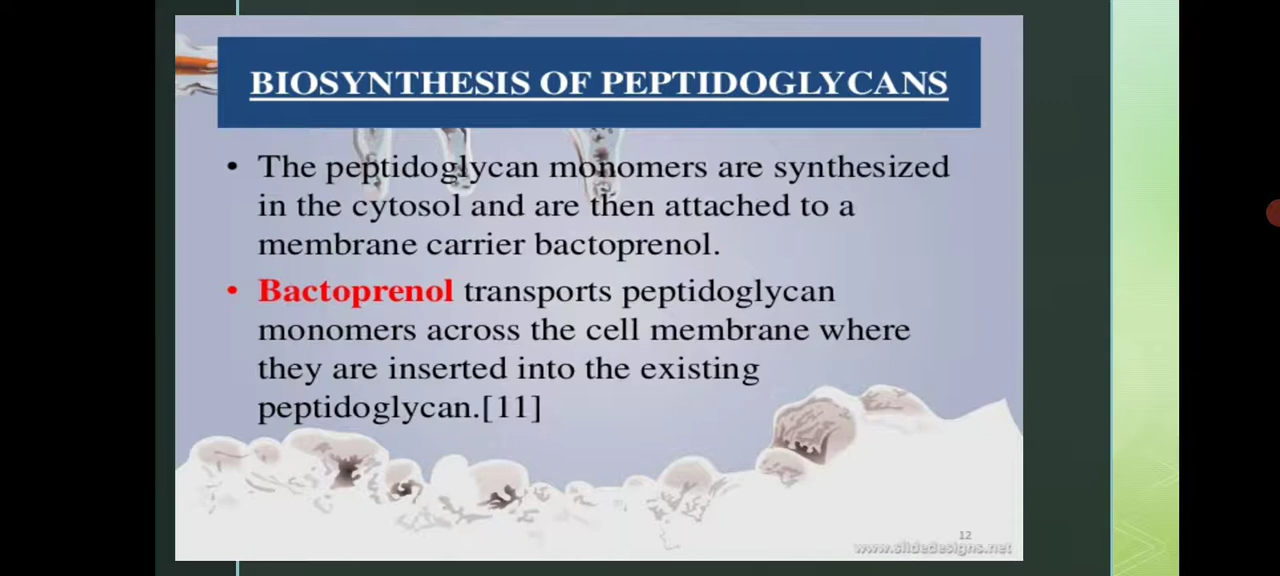 BIOSYNTHESIS OF PEPTIDOGLYCANS
• The peptidoglycan monomers are synthesized
in the cytosol and are then attached to a
membrane carrier bactoprenol.
• Bactoprenol transports peptidoglycan
monomers across the cell membrane where
they are inserted into the existing
peptidoglycan.[11]
12
www.slidedesigns.net